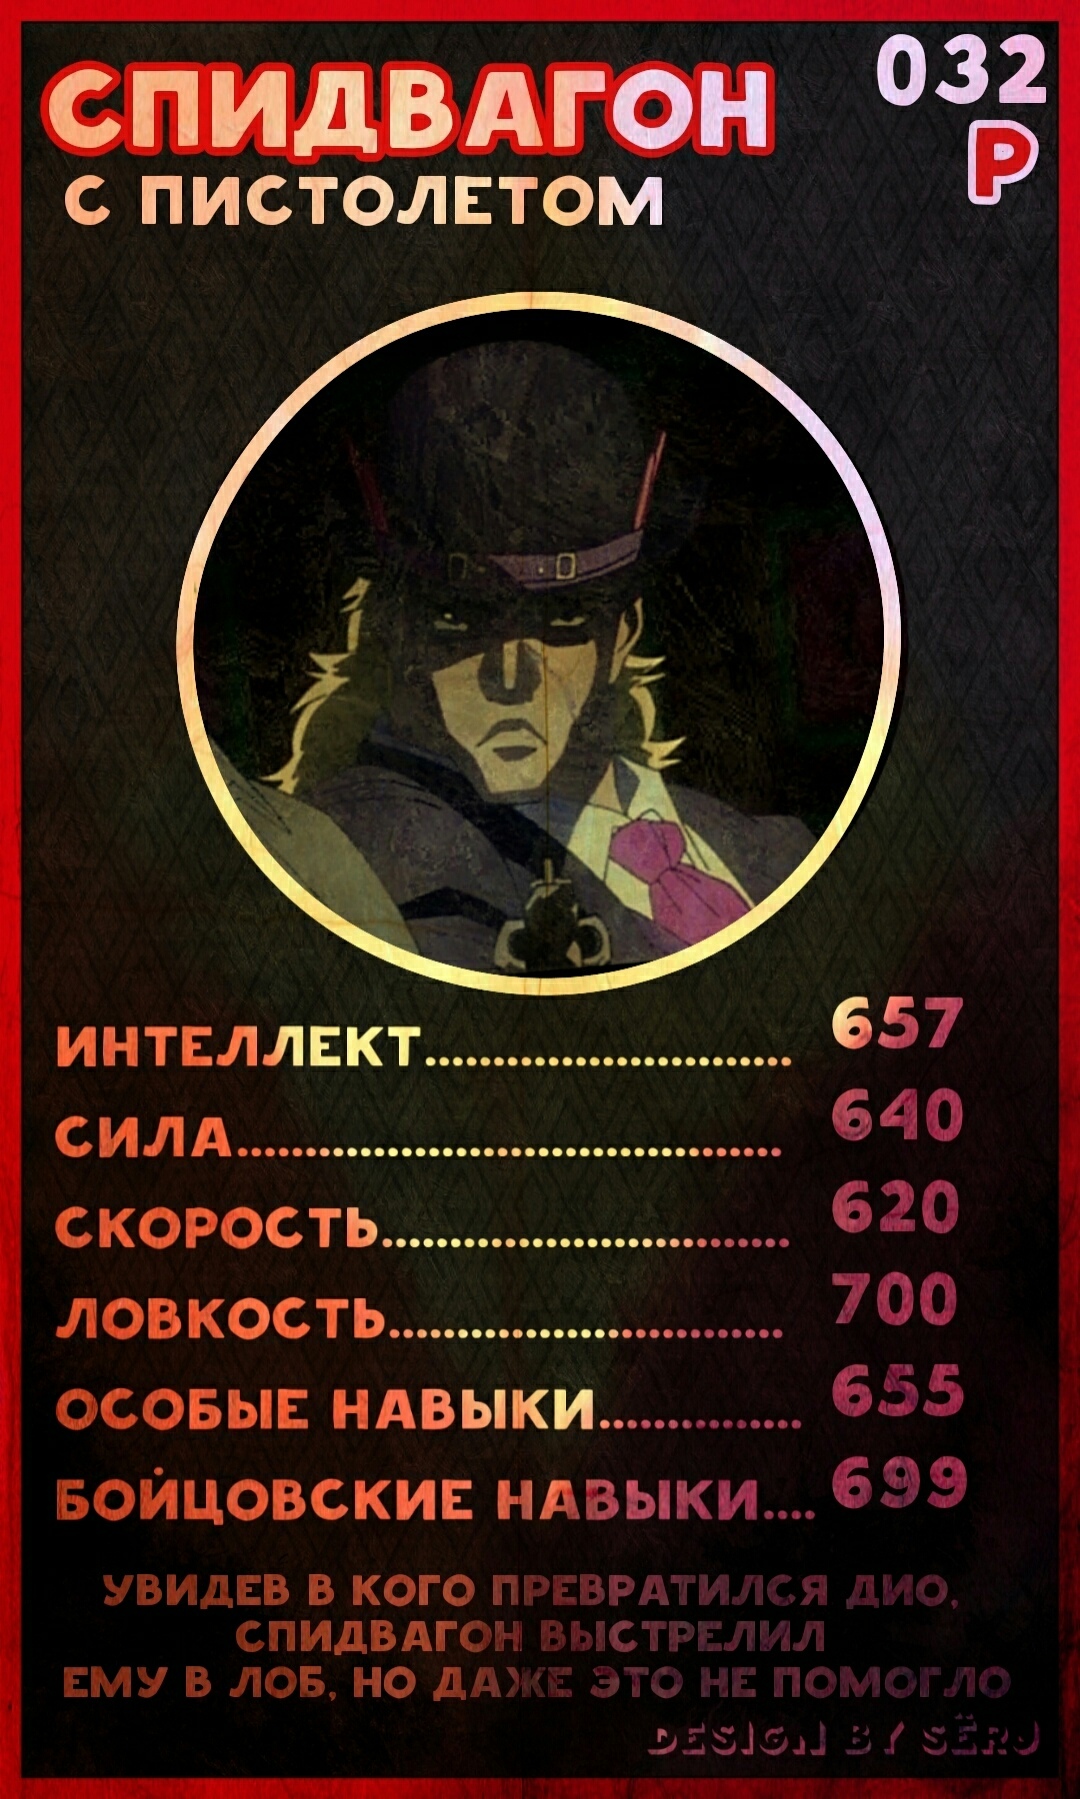 СПИДВАГОН
032
С ПИСТОЛЕТОМ
Р
ИНТЕЛЛЕКТ........................... 657
СИЛА........................................ 640
СКОРОСТЬ.............................. 620
ЛОВКОСТЬ............................. 700
ОСОБЫЕ НАВЫКИ............... 655
БОЙЦОВСКИЕ НАВЫКИ.... 699
УВИДЕВ В КОГО ПРЕВРАТИЛСЯ ДИО,
СПИДВАГОН ВЫСТРЕЛИЛ
ЕМУ В ЛОБ, НО ДАЖЕ ЭТО НЕ ПОМОГЛО
DESIGN BY SЁRJ